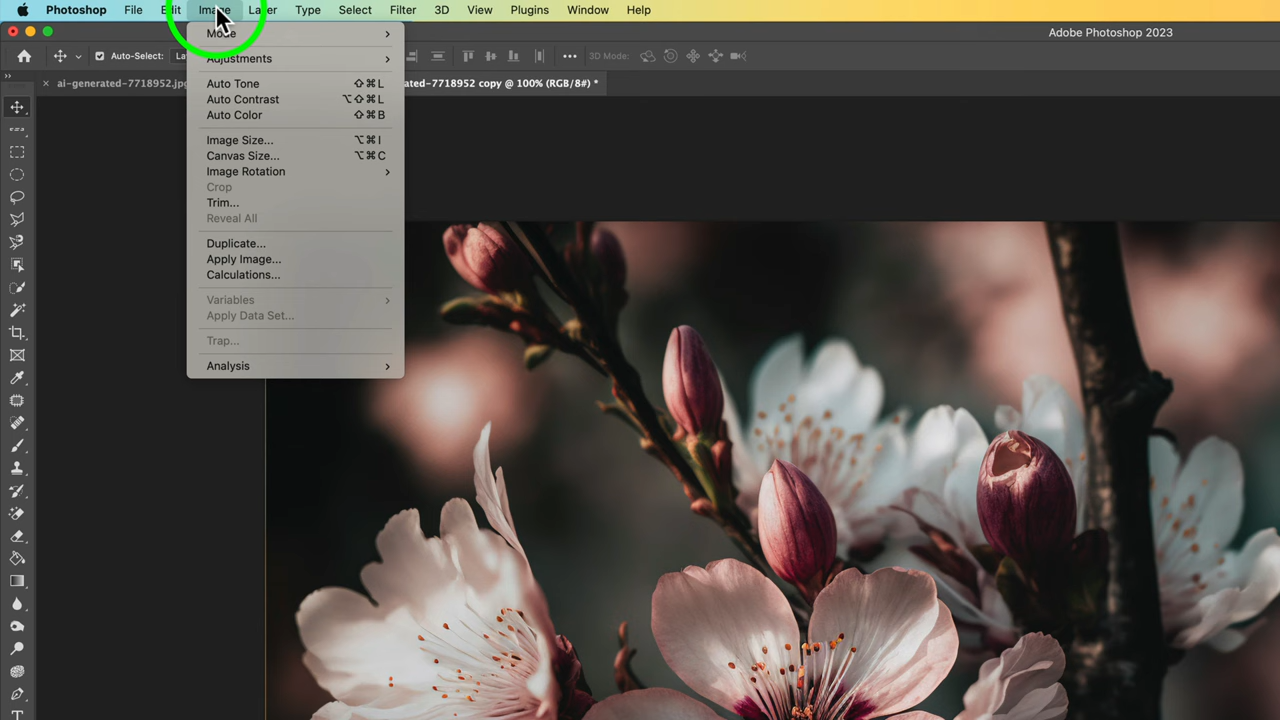 Photoshop File Edit Image Layer Type Select Filter 3D View Plugins Window Help
Adobe Photoshop 2023
Auto-Select: 3D Mode:
ai-generated-7718952.jpg
ated-7718952 copy @ 100% (RGB/8#) *
Mode
Adjustments
Auto Tone ⇧⌘L
Auto Contrast ⌥⇧⌘L
Auto Color ⇧⌘B
Image Size... ⌥⌘I
Canvas Size... ⌥⌘C
Image Rotation
Crop
Trim...
Reveal All
Duplicate...
Apply Image...
Calculations...
Variables
Apply Data Set...
Trap...
Analysis